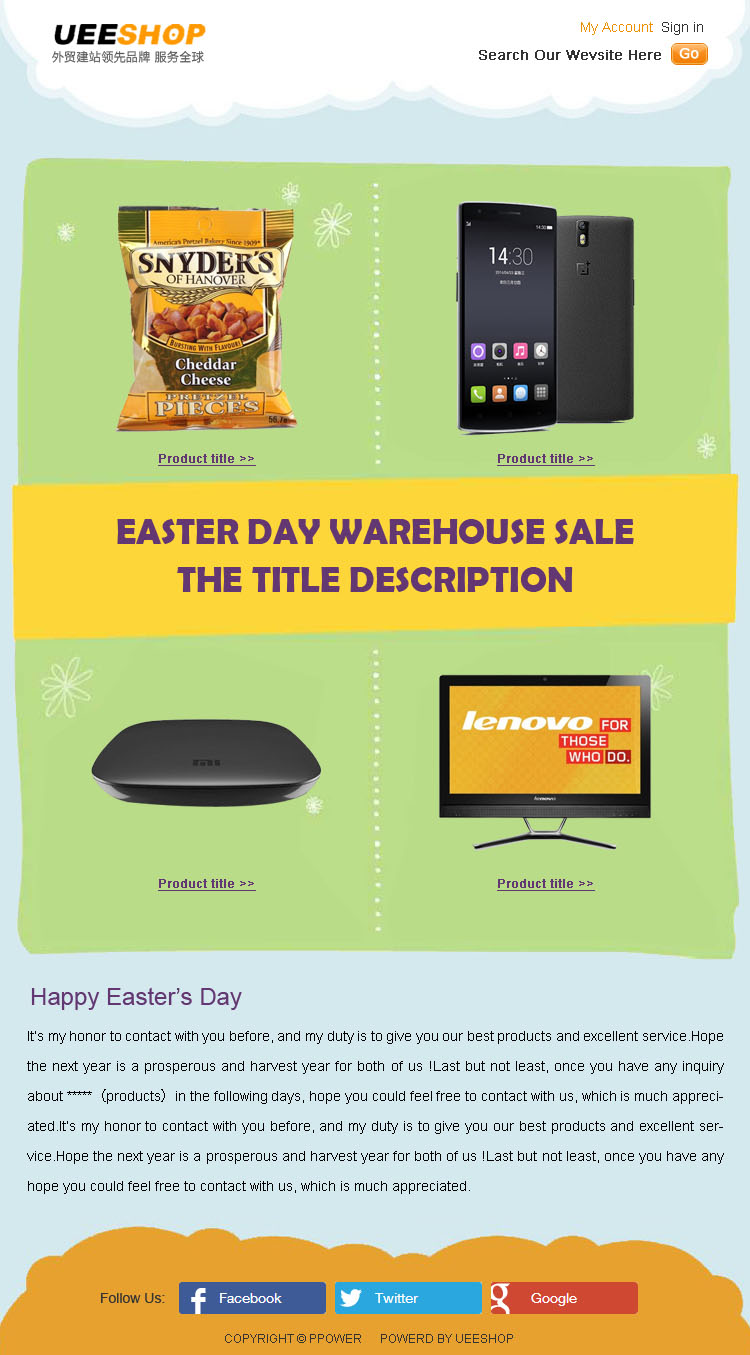 UEESHOP
外贸建站领先品牌 服务全球
My Account Sign in
Search Our Wevsite Here Go
America's Pretzel Bakery Since 1909
SNYDER'S
OF HANOVER
BURSTING WITH FLAVOUR!
Cheddar
Cheese
PRETZEL
PIECES
56.7g
14:30
14:30
Product title >>
Product title >>
EASTER DAY WAREHOUSE SALE
THE TITLE DESCRIPTION
mi
lenovo FOR
THOSE
WHO DO.
lenovo
Product title >>
Product title >>
Happy Easter’s Day
It's my honor to contact with you before, and my duty is to give you our best products and excellent service.Hope
the next year is a prosperous and harvest year for both of us !Last but not least, once you have any inquiry
about *****（products）in the following days, hope you could feel free to contact with us, which is much appreci-
ated.It's my honor to contact with you before, and my duty is to give you our best products and excellent ser-
vice.Hope the next year is a prosperous and harvest year for both of us !Last but not least, once you have any
hope you could feel free to contact with us, which is much appreciated.
Follow Us: Facebook Twitter Google
COPYRIGHT © PPOWER POWERD BY UEESHOP